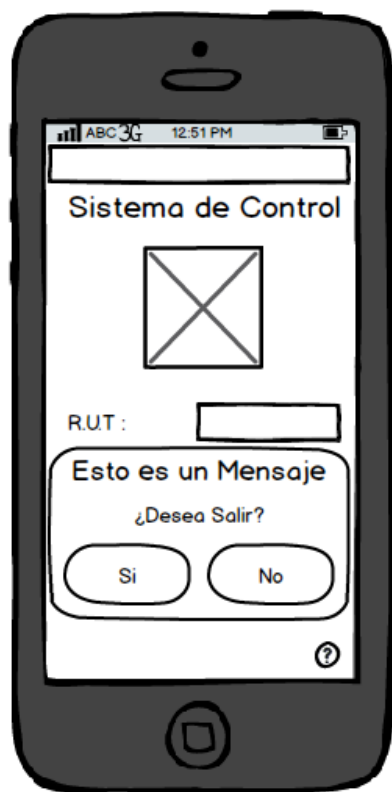 ABC 3G 12:51 PM
Sistema de Control
R.U.T :
Esto es un Mensaje
¿Desea Salir?
Si No
?